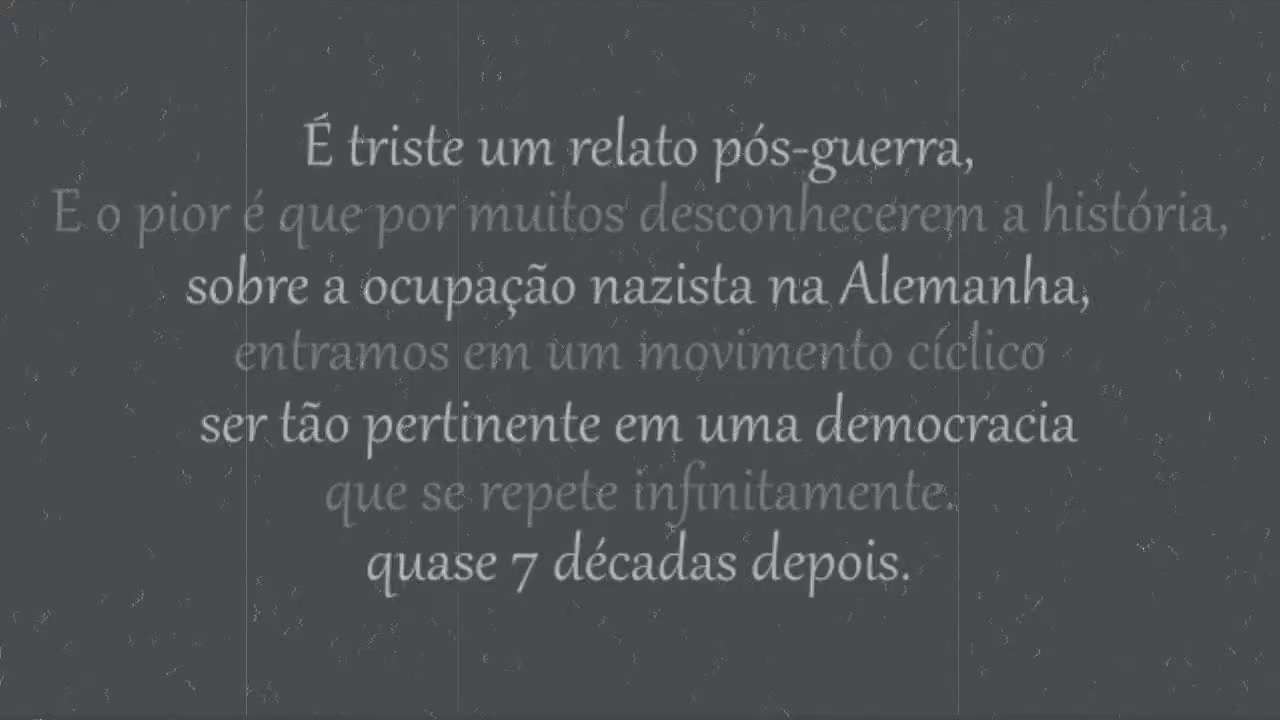 É triste um relato pós-guerra,
E o pior é que por muitos desconhecerem a história,
sobre a ocupação nazista na Alemanha,
entramos em um movimento cíclico
ser tão pertinente em uma democracia
que se repete infinitamente.
quase 7 décadas depois.